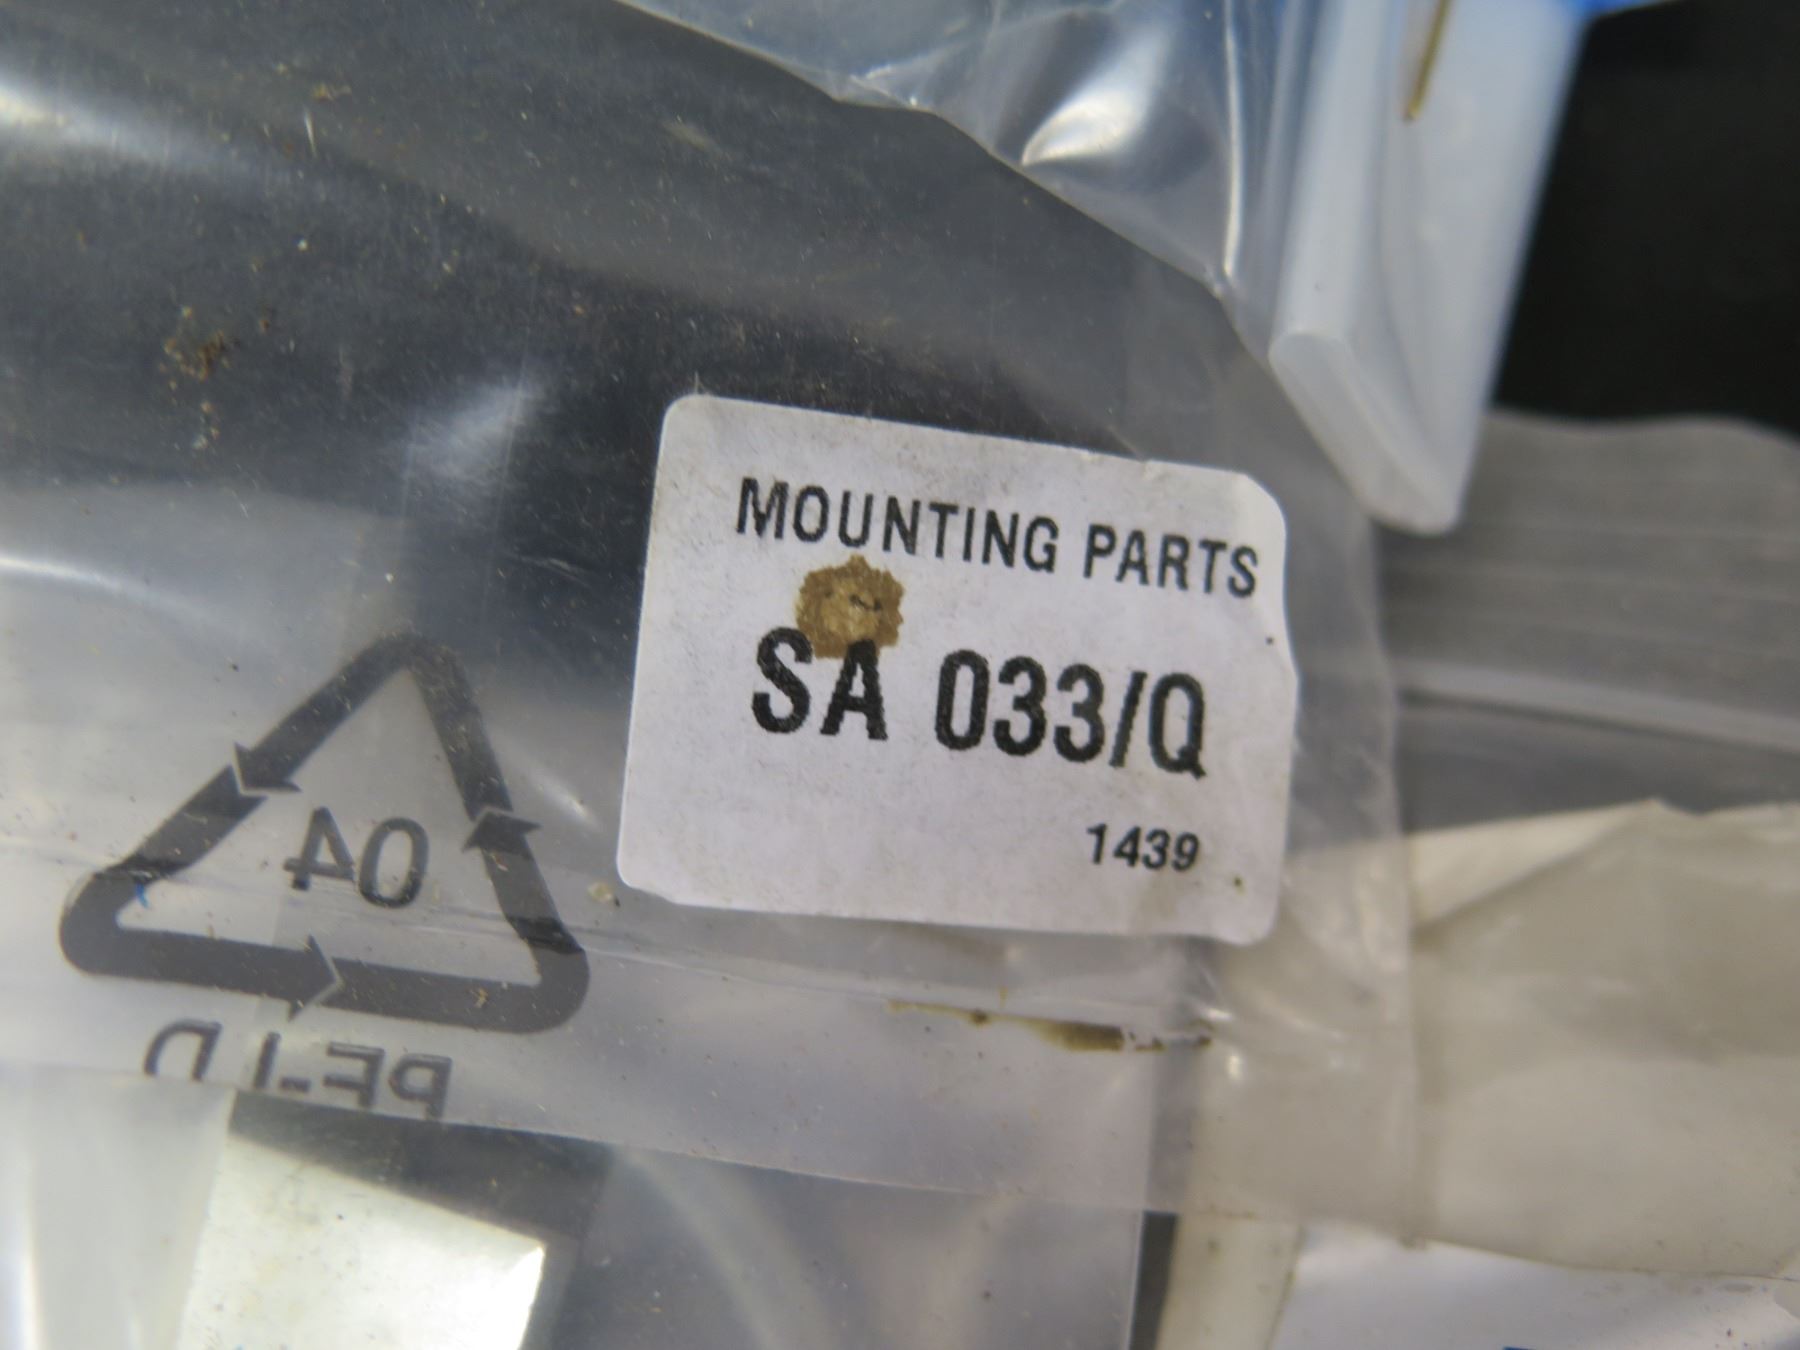 MOUNTING PARTS
SA 033/Q
1439
04
PE-LD